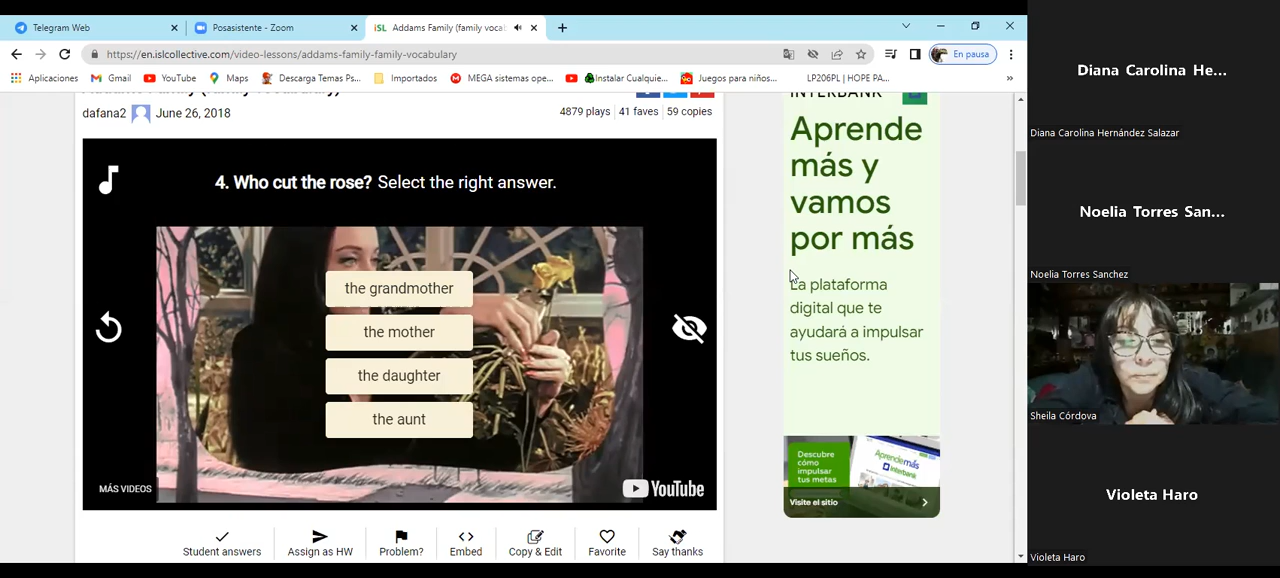 Telegram Web
Posasistente - Zoom
iSL Addams Family (family voca
https://en.islcollective.com/video-lessons/addams-family-family-vocabulary
En pausa
Aplicaciones
Gmail
YouTube
Maps
Descarga Temas Ps...
Importados
MEGA sistemas ope...
Instalar Cualquie...
Juegos para niños...
LP206PL | HOPE PA...
dafana2 June 26, 2018
4879 plays 41 faves 59 copies
4. Who cut the rose? Select the right answer.
the grandmother
the mother
the daughter
the aunt
MÁS VIDEOS
YouTube
Student answers
Assign as HW
Problem?
Embed
Copy & Edit
Favorite
Say thanks
INTERBANK
Aprende
más y
vamos
por más
La plataforma
digital que te
ayudará a impulsar
tus sueños.
Descubre
cómo
impulsar
tus metas
Aprendemás
Interbank
Visite el sitio
Diana Carolina He...
Diana Carolina Hernández Salazar
Noelia Torres San...
Noelia Torres Sanchez
Sheila Córdova
Violeta Haro
Violeta Haro